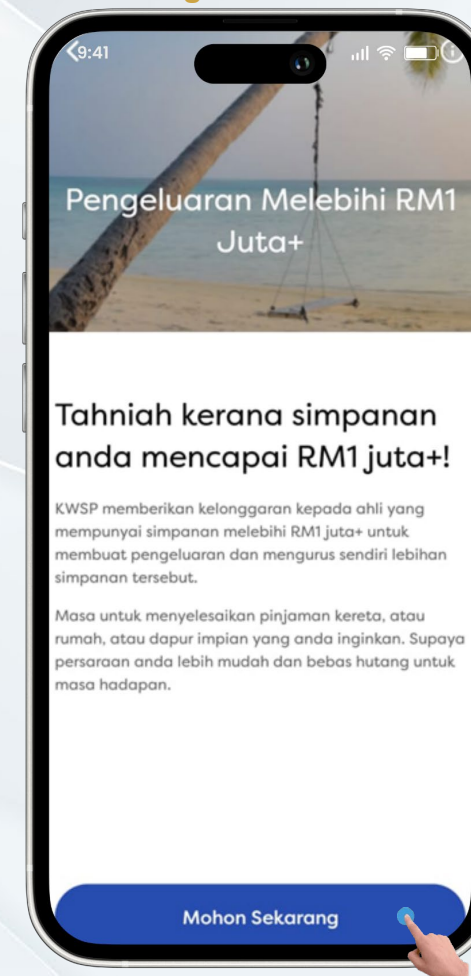 9:41
Pengeluaran Melebihi RM1
Juta+
Tahniah kerana simpanan
anda mencapai RM1 juta+!
KWSP memberikan kelonggaran kepada ahli yang
mempunyai simpanan melebihi RM1 juta+ untuk
membuat pengeluaran dan mengurus sendiri lebihan
simpanan tersebut.
Masa untuk menyelesaikan pinjaman kereta, atau
rumah, atau dapur impian yang anda inginkan. Supaya
persaraan anda lebih mudah dan bebas hutang untuk
masa hadapan.
Mohon Sekarang